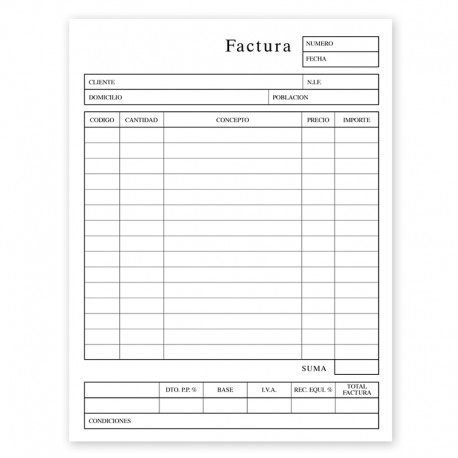 Factura
NUMERO
FECHA
CLIENTE N.I.F.
DOMICILIO POBLACION
CODIGO CANTIDAD CONCEPTO PRECIO IMPORTE
SUMA
DTO. P.P. % BASE I.V.A. REC. EQUI. % TOTAL FACTURA
CONDICIONES